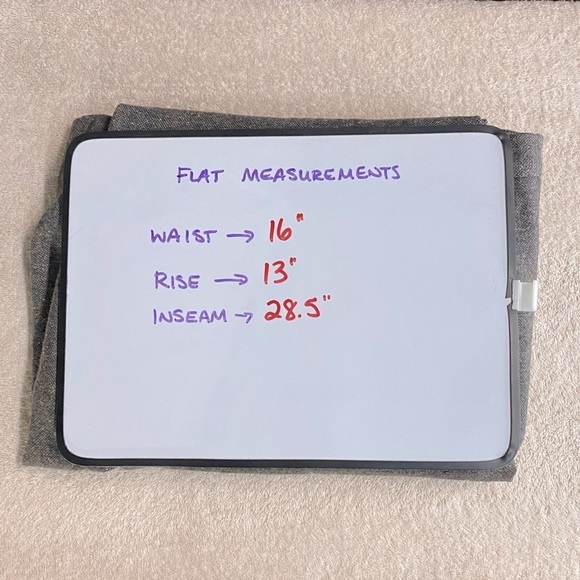 FLAT MEASUREMENTS
WAIST → 16"
RISE → 13"
INSEAM → 28.5"